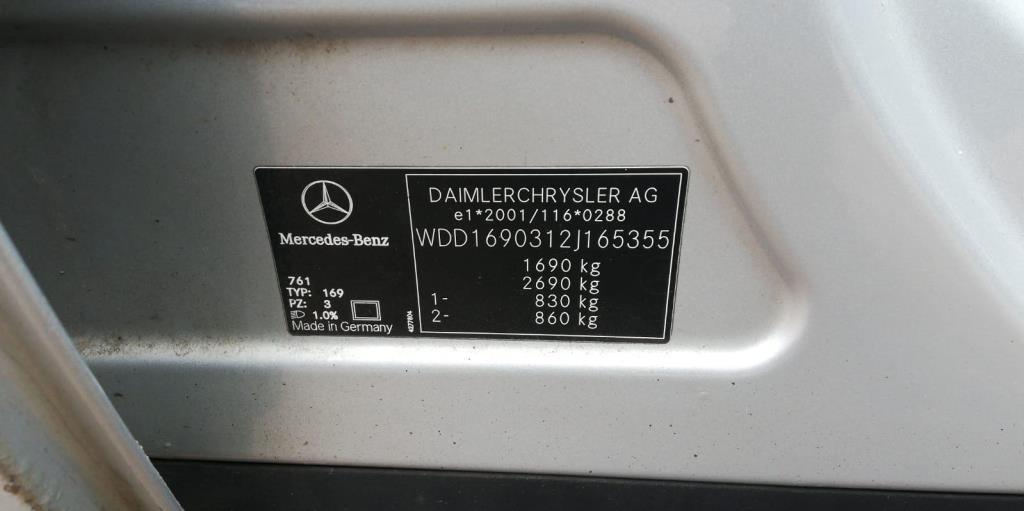 Mercedes-Benz
761
TYP: 169
PZ: 3
1.0%
Made in Germany
DAIMLERCHRYSLER AG
e1*2001/116*0288
WDD1690312J165355
1690 kg
2690 kg
1- 830 kg
2- 860 kg